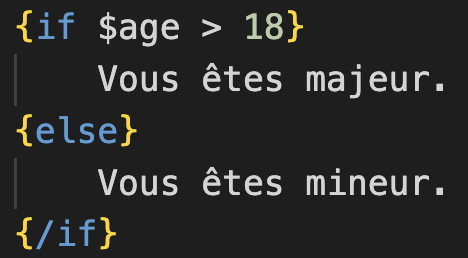 {if $age > 18}
    Vous êtes majeur.
{else}
    Vous êtes mineur.
{/if}